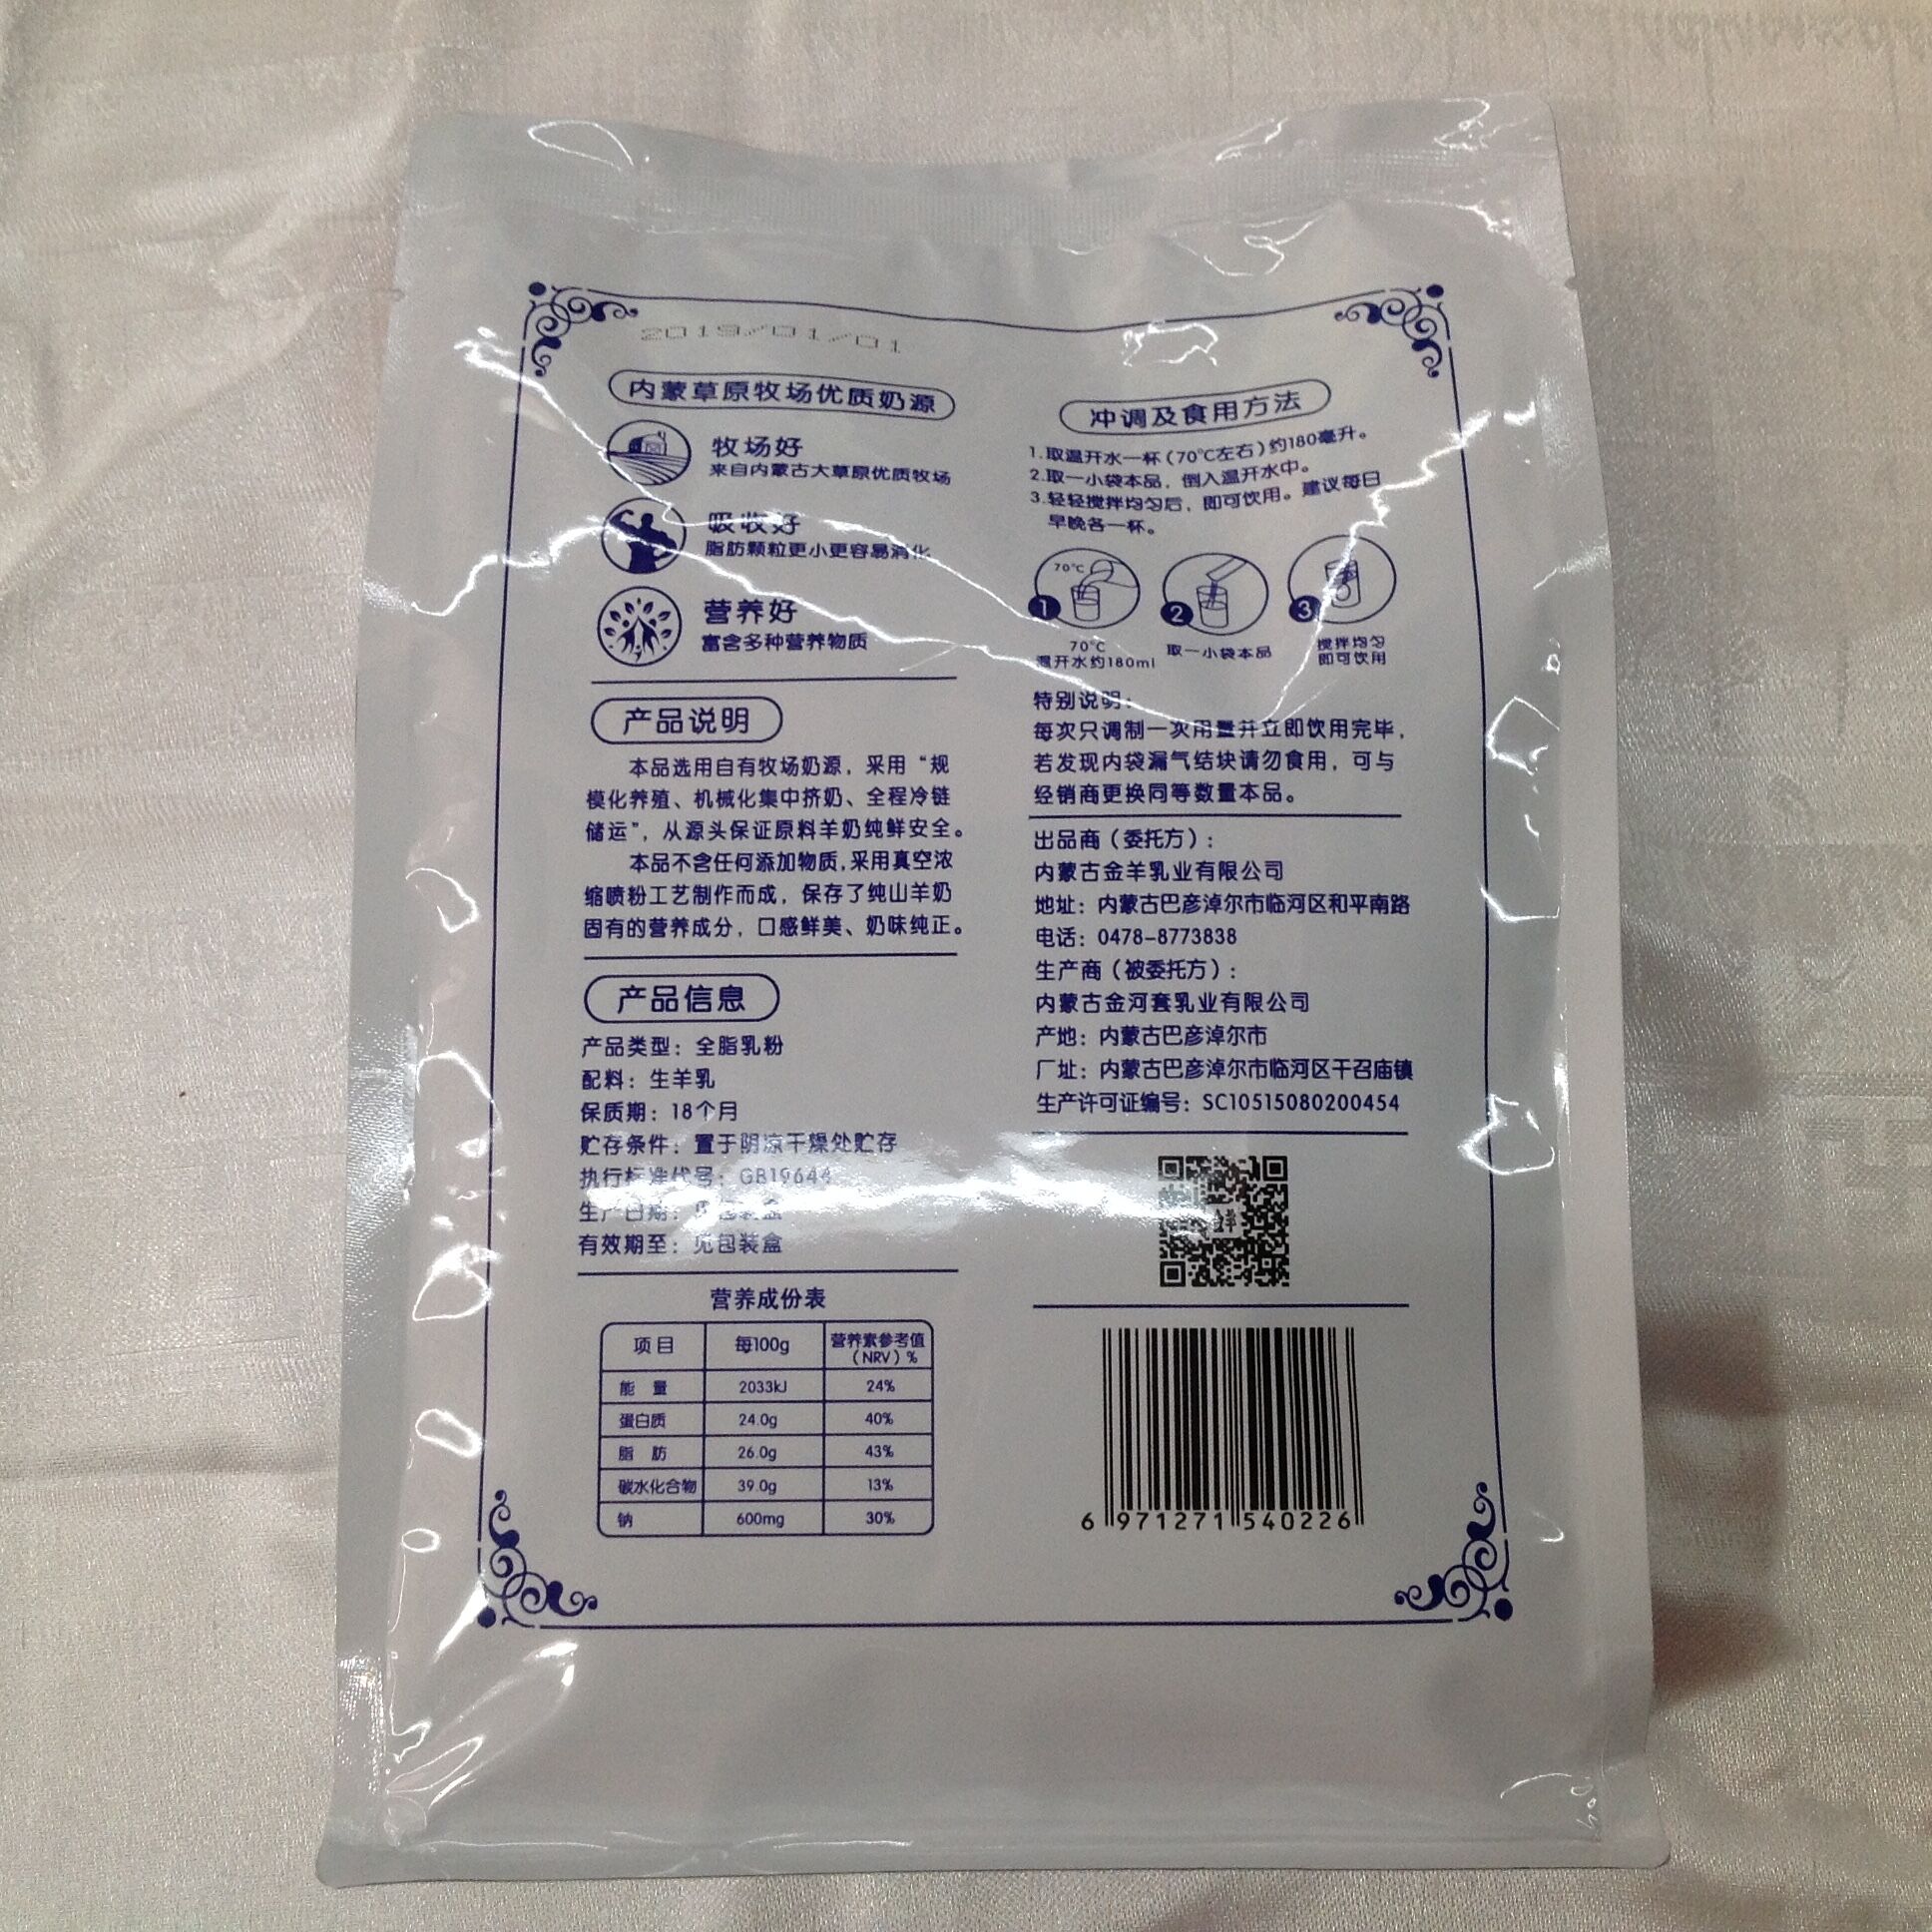 2019/01/01
内蒙草原牧场优质奶源
牧场好
来自内蒙古大草原优质牧场
吸收好
脂肪颗粒更小更容易消化
营养好
富含多种营养物质
产品说明
本品选用自有牧场奶源，采用“规
模化养殖、机械化集中挤奶、全程冷链
储运”，从源头保证原料羊奶纯鲜安全。
本品不含任何添加物质,采用真空浓
缩喷粉工艺制作而成，保存了纯山羊奶
固有的营养成分，口感鲜美、奶味纯正。
产品信息
产品类型：全脂乳粉
配料：生羊乳
保质期：18个月
贮存条件：置于阴凉干燥处贮存
执行标准代号：GB19644
生产日期：见包装盒
有效期至：见包装盒
营养成份表
项目 每100g 营养素参考值（NRV）%
能量 2033kJ 24%
蛋白质 24.0g 40%
脂肪 26.0g 43%
碳水化合物 39.0g 13%
钠 600mg 30%
冲调及食用方法
1.取温开水一杯（70℃左右）约180毫升。
2.取一小袋本品，倒入温开水中。
3.轻轻搅拌均匀后，即可饮用。建议每日
早晚各一杯。
70℃
1 2 3
70℃
温开水约180ml
取一小袋本品
搅拌均匀
即可饮用
特别说明：
每次只调制一次用量并立即饮用完毕，
若发现内袋漏气结块请勿食用，可与
经销商更换同等数量本品。
出品商（委托方）：
内蒙古金羊乳业有限公司
地址：内蒙古巴彦淖尔市临河区和平南路
电话：0478-8773838
生产商（被委托方）：
内蒙古金河套乳业有限公司
产地：内蒙古巴彦淖尔市
厂址：内蒙古巴彦淖尔市临河区干召庙镇
生产许可证编号：SC10515080200454
6 971271 540226